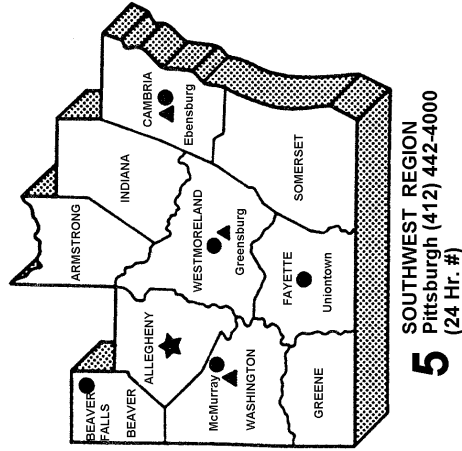 ARMSTRONG
INDIANA
CAMBRIA
Ebensburg
BEAVER
FALLS
BEAVER
ALLEGHENY
WESTMORELAND
Greensburg
SOMERSET
McMurray
WASHINGTON
FAYETTE
Uniontown
GREENE
5
SOUTHWEST REGION
Pittsburgh (412) 442-4000
(24 Hr. #)